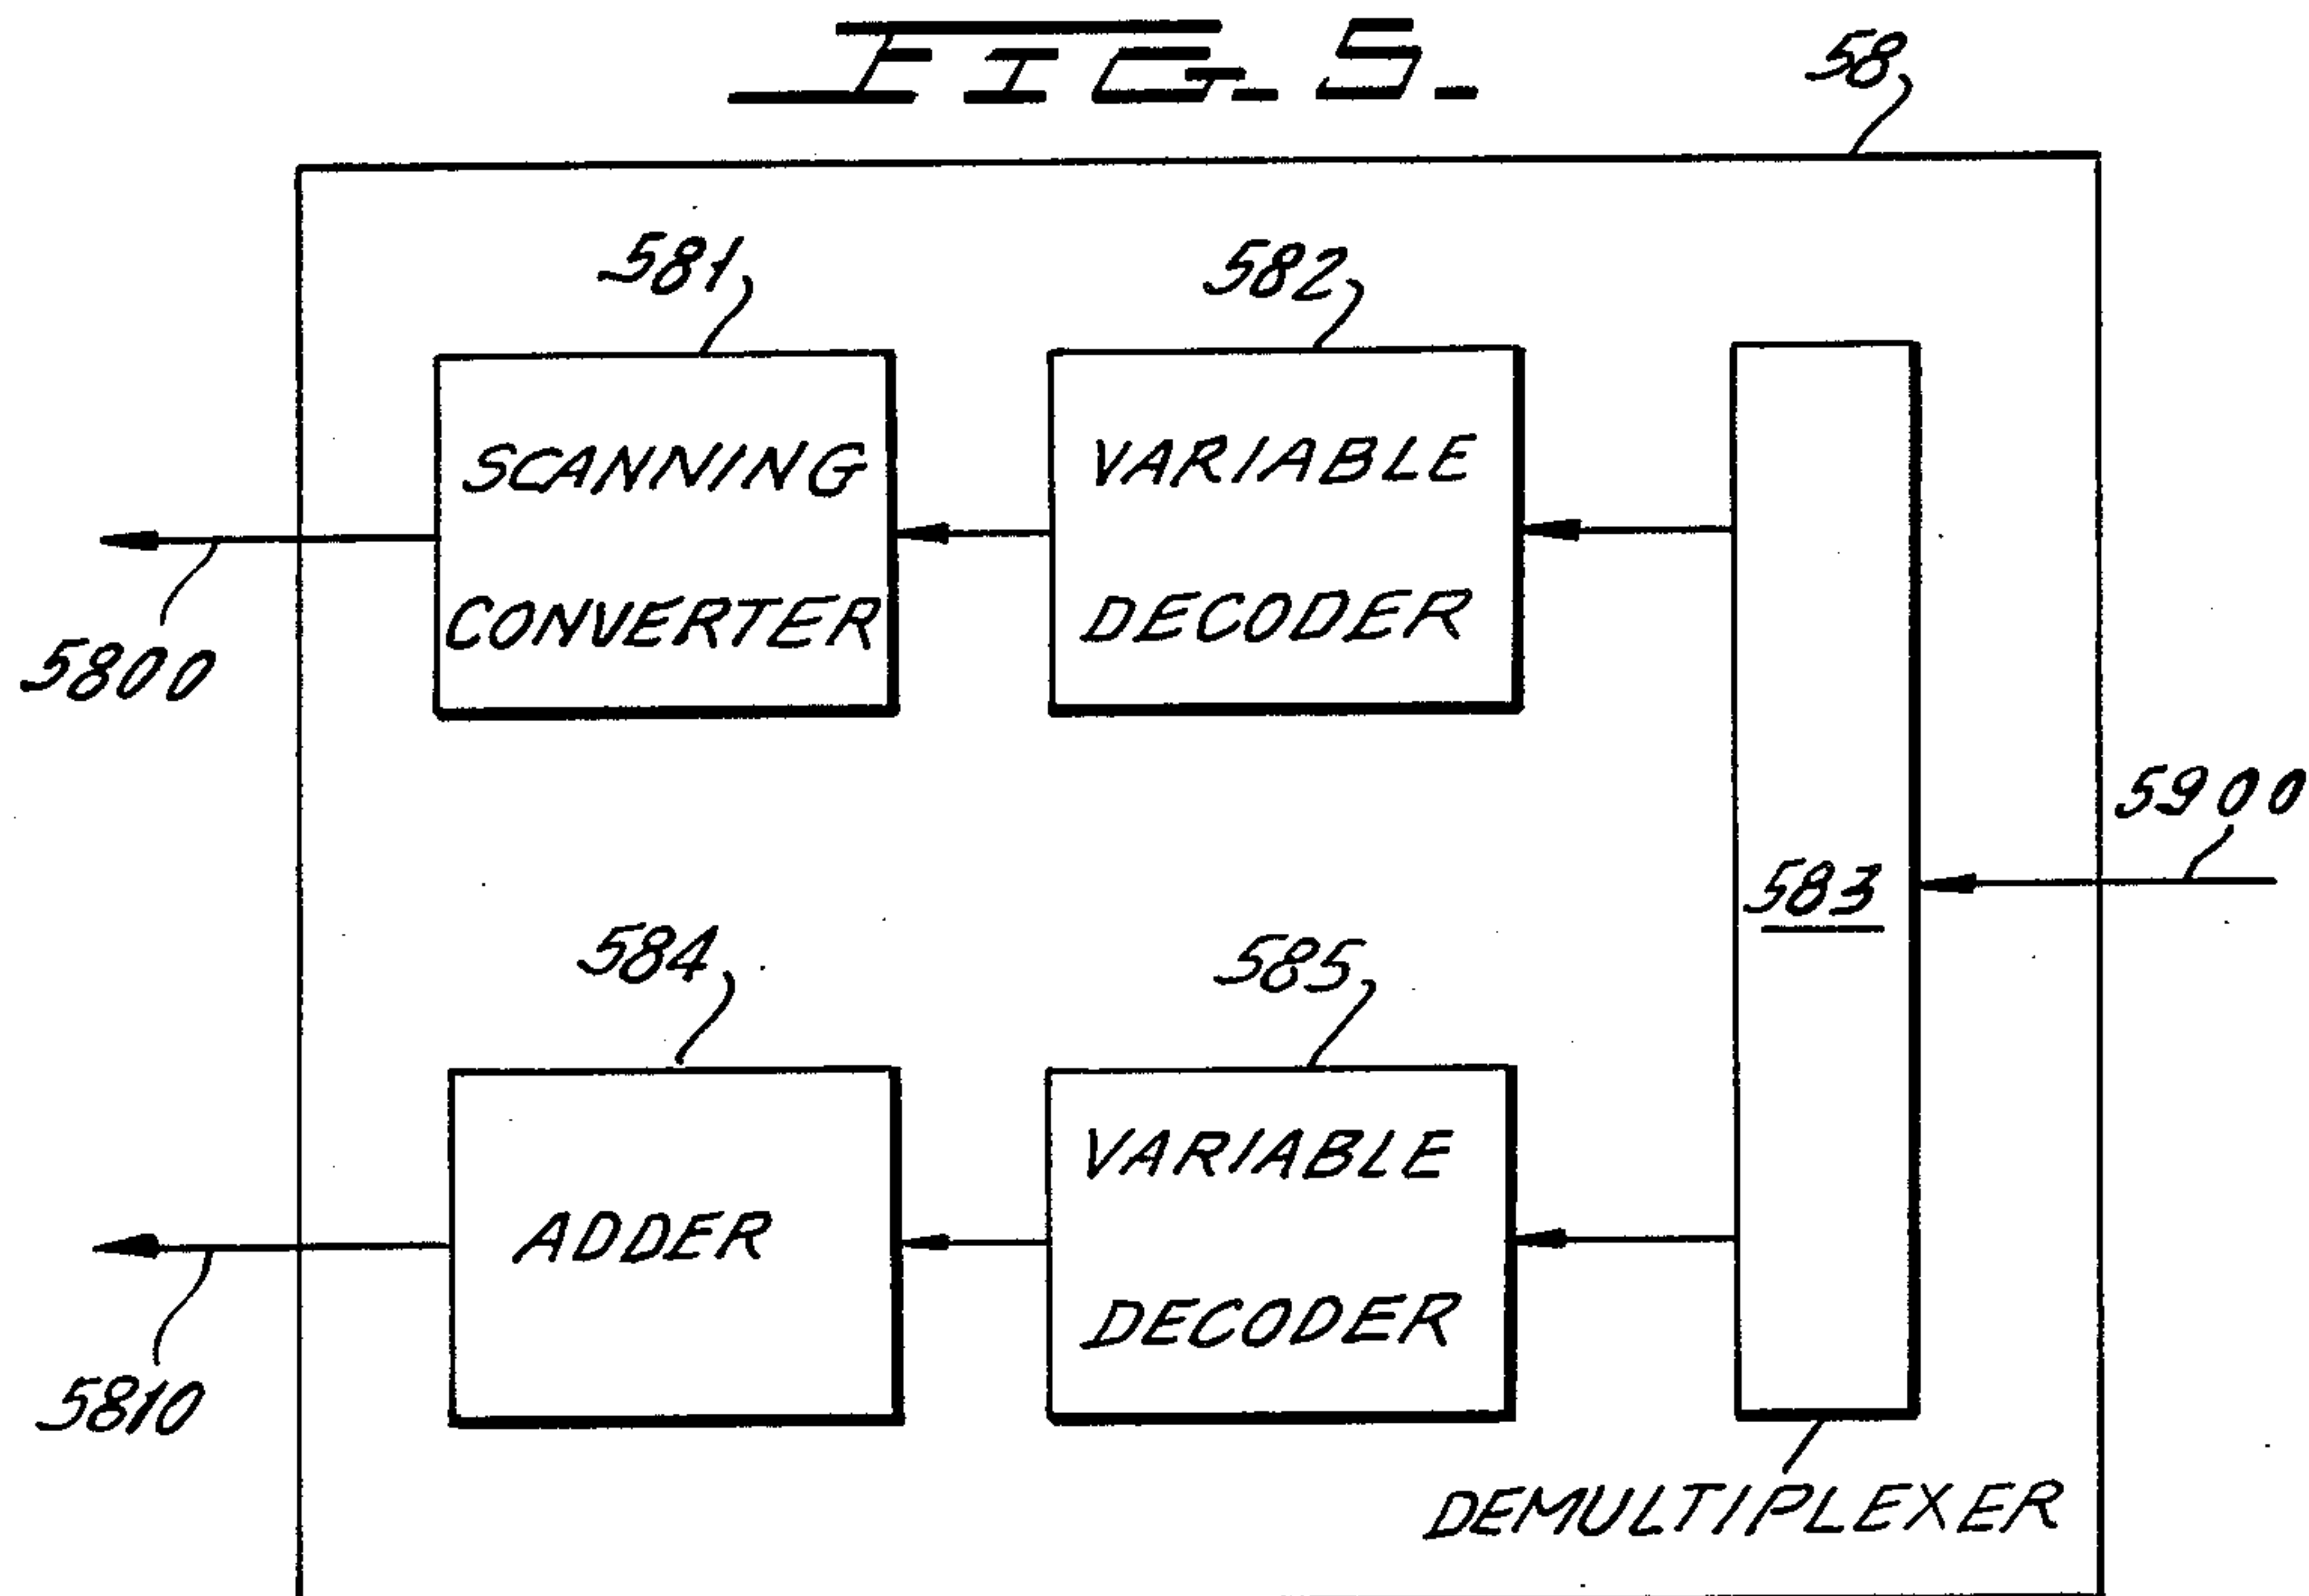 FIG. 5.
58
581
582
SCANNING
CONVERTER
VARIABLE
DECODER
5800
5900
583
584
585
ADDER
VARIABLE
DECODER
5810
DEMULTIPLEXER